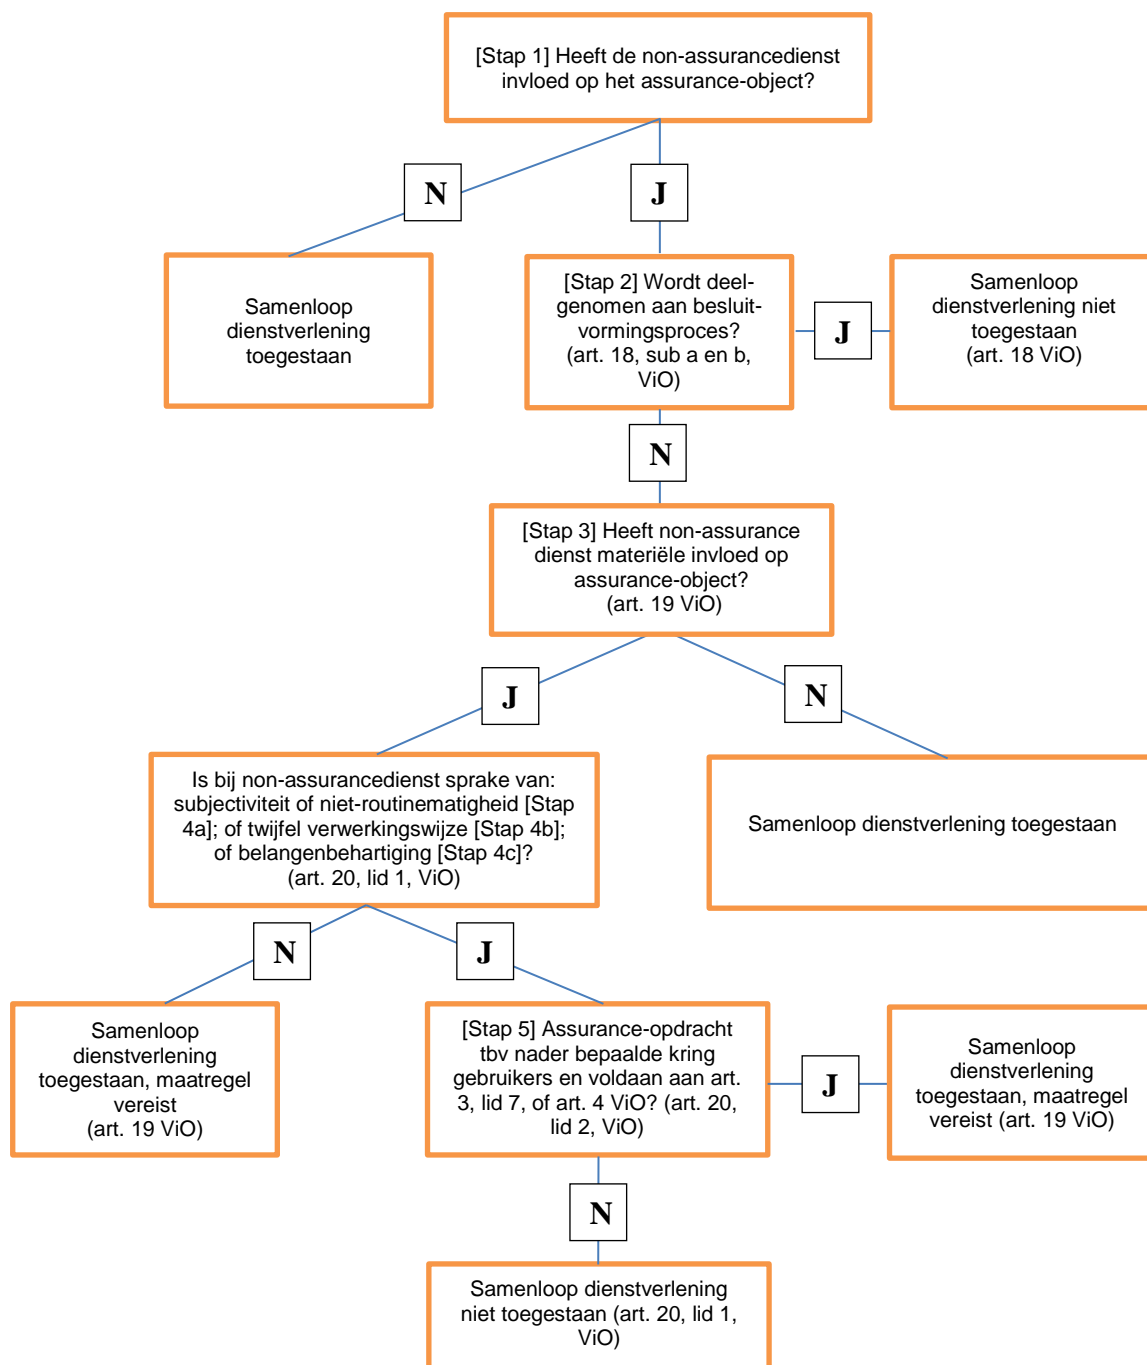 [Stap 1] Heeft de non-assurancedienst
invloed op het assurance-object?
N
J
Samenloop
dienstverlening
toegestaan
[Stap 2] Wordt deel-
genomen aan besluit-
vormingsproces?
(art. 18, sub a en b,
ViO)
J
Samenloop
dienstverlening niet
toegestaan
(art. 18 ViO)
N
[Stap 3] Heeft non-assurance
dienst materiële invloed op
assurance-object?
(art. 19 ViO)
J
N
Is bij non-assurancedienst sprake van:
subjectiviteit of niet-routinematigheid [Stap
4a]; of twijfel verwerkingswijze [Stap 4b];
of belangenbehartiging [Stap 4c]?
(art. 20, lid 1, ViO)
Samenloop dienstverlening toegestaan
N
J
Samenloop
dienstverlening
toegestaan, maatregel
vereist
(art. 19 ViO)
[Stap 5] Assurance-opdracht
tbv nader bepaalde kring
gebruikers en voldaan aan art.
3, lid 7, of art. 4 ViO? (art. 20,
lid 2, ViO)
J
Samenloop
dienstverlening
toegestaan, maatregel
vereist (art. 19 ViO)
N
Samenloop dienstverlening
niet toegestaan (art. 20, lid 1,
ViO)